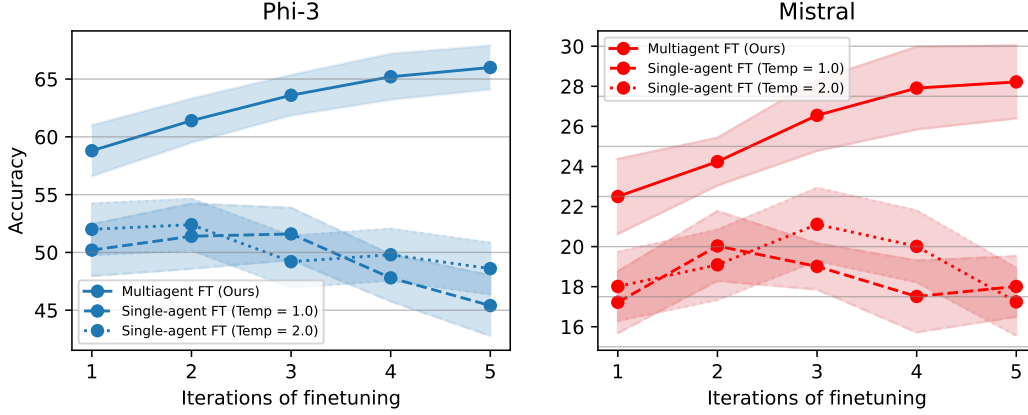 Phi-3
Accuracy
65
60
55
50
45
Multiagent FT (Ours)
Single-agent FT (Temp = 1.0)
Single-agent FT (Temp = 2.0)
1 2 3 4 5
Iterations of finetuning
Mistral
30
28
26
24
22
20
18
16
Multiagent FT (Ours)
Single-agent FT (Temp = 1.0)
Single-agent FT (Temp = 2.0)
1 2 3 4 5
Iterations of finetuning